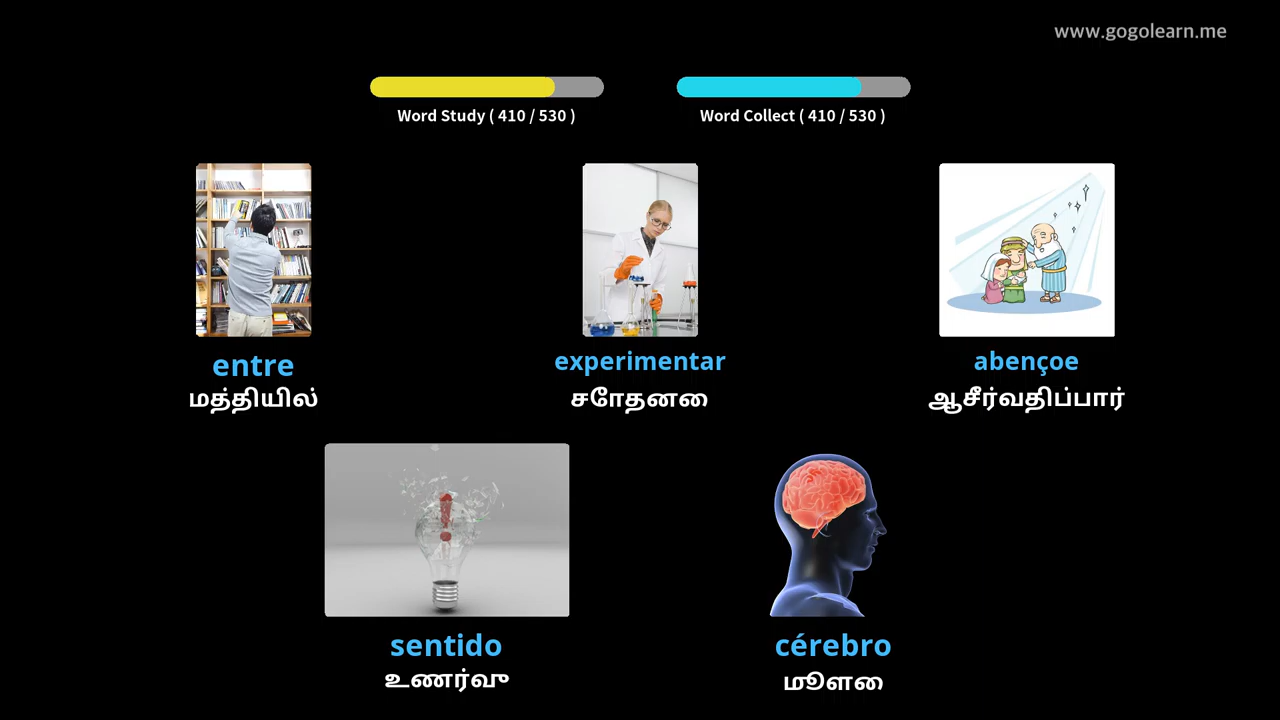 www.gogolearn.me
Word Study ( 410 / 530 )
Word Collect ( 410 / 530 )
entre
மத்தியில்
experimentar
சோதனை
abençoe
ஆசீர்வதிப்பார்
sentido
உணர்வு
cérebro
மூளை